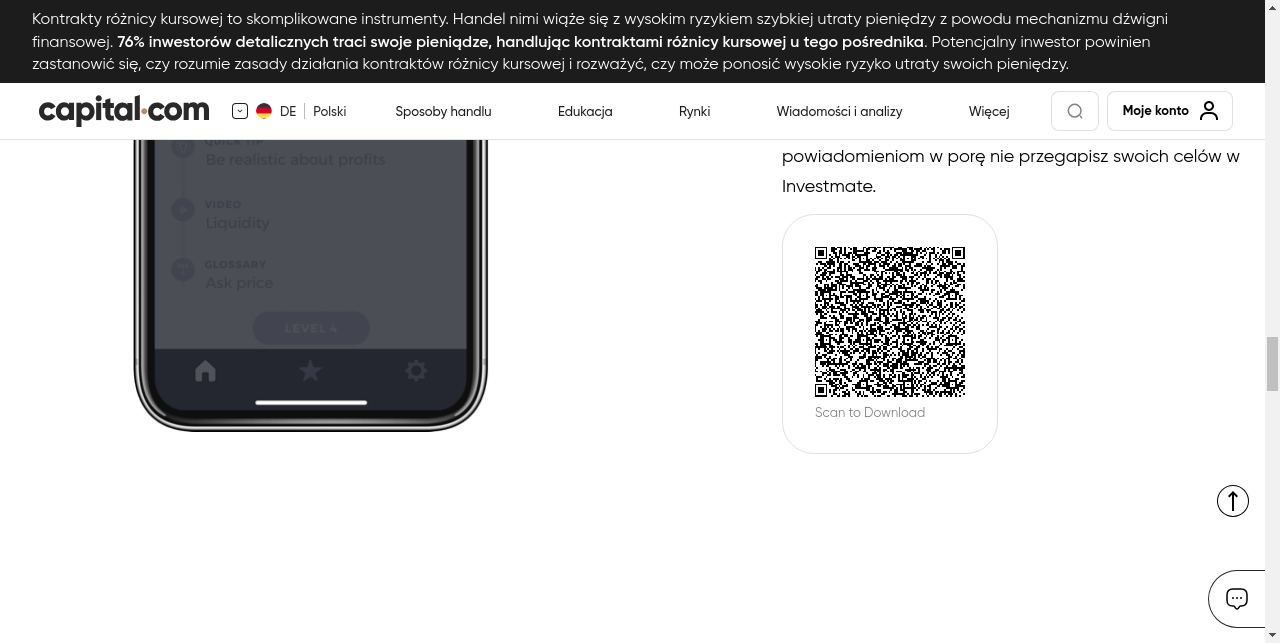 Kontrakty różnicy kursowej to skomplikowane instrumenty. Handel nimi wiąże się z wysokim ryzykiem szybkiej utraty pieniędzy z powodu mechanizmu dźwigni
finansowej. 76% inwestorów detalicznych traci swoje pieniądze, handlując kontraktami różnicy kursowej u tego pośrednika. Potencjalny inwestor powinien
zastanowić się, czy rozumie zasady działania kontraktów różnicy kursowej i rozważyć, czy może ponosić wysokie ryzyko utraty swoich pieniędzy.
capital.com DE Polski Sposoby handlu Edukacja Rynki Wiadomości i analizy Więcej Moje konto
QUICK TIP
Be realistic about profits
VIDEO
Liquidity
GLOSSARY
Ask price
LEVEL 4
powiadomieniom w porę nie przegapisz swoich celów w
Investmate.
Scan to Download